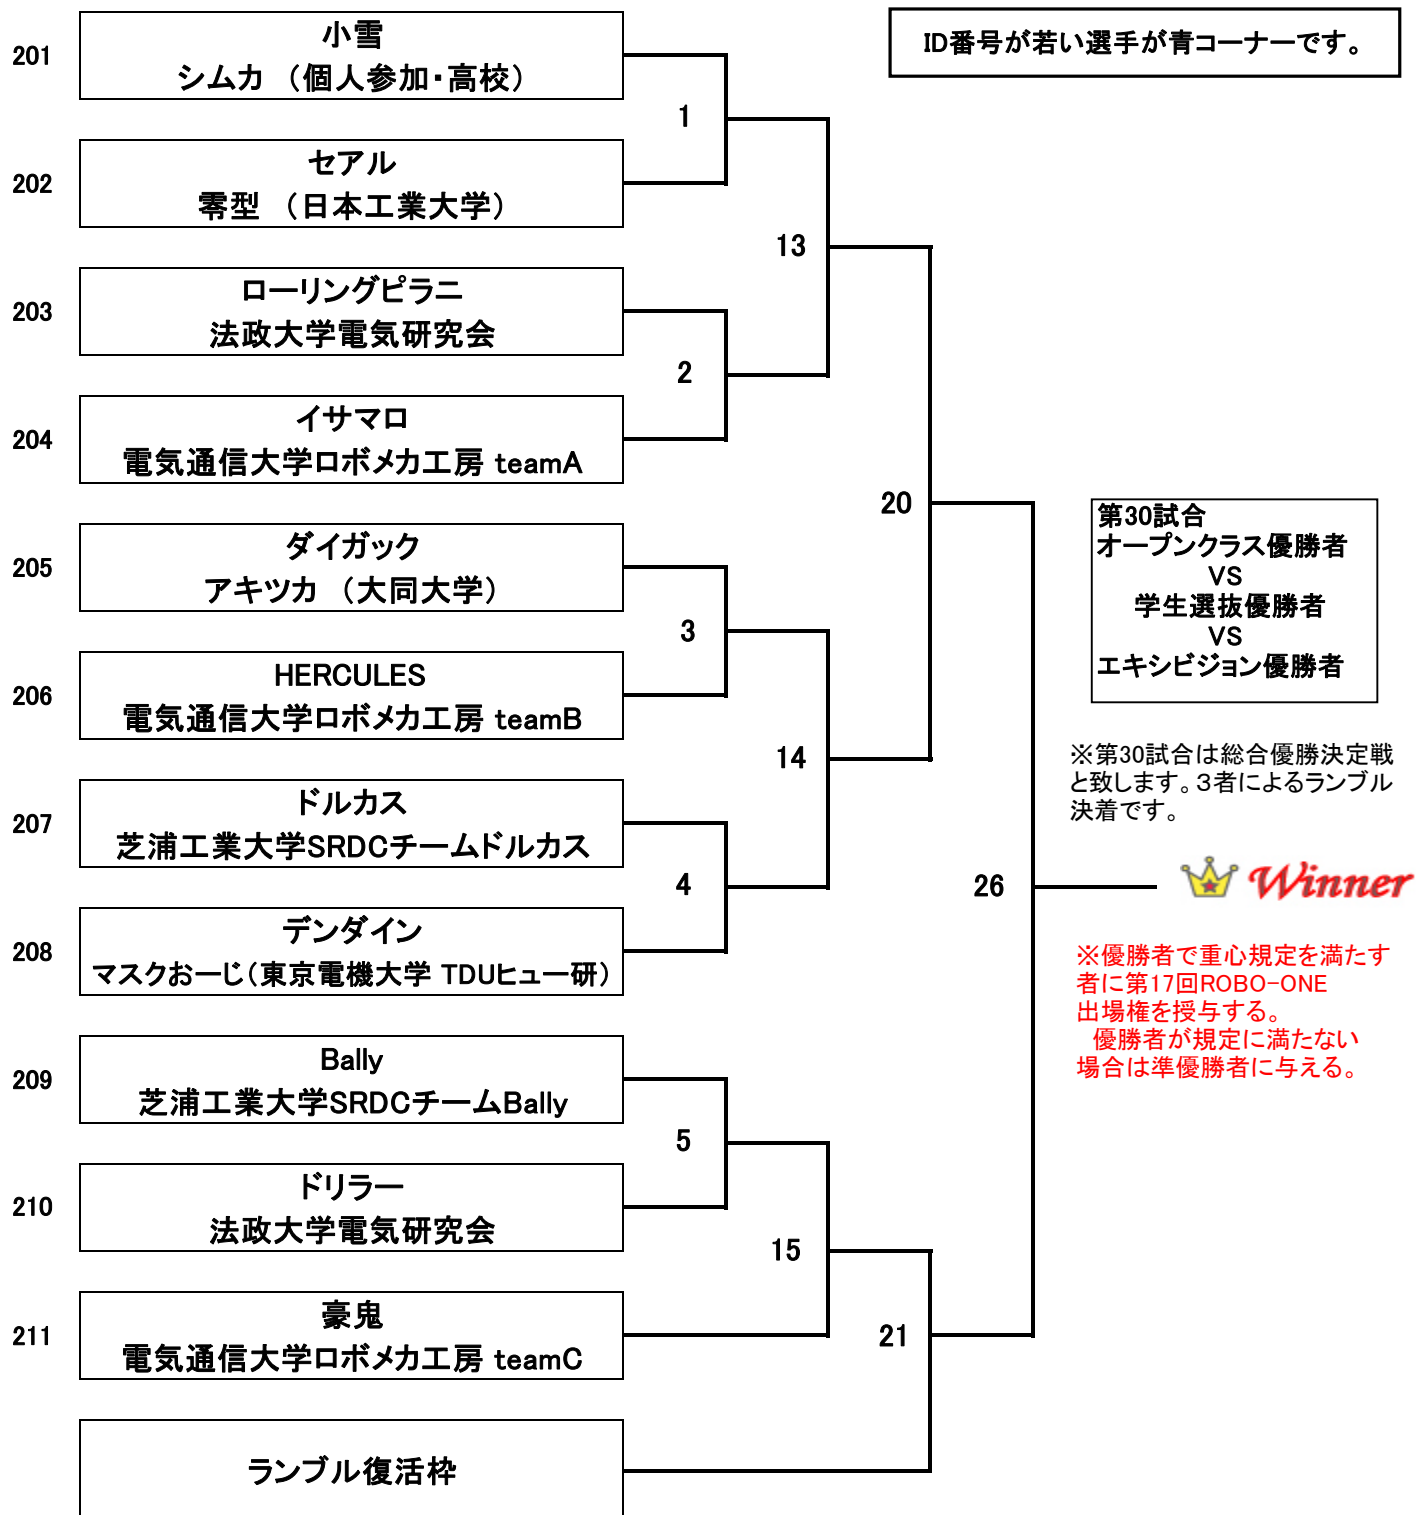 ID番号が若い選手が青コーナーです。
201
小雪
シムカ （個人参加・高校）
1
202
セアル
零型 （日本工業大学）
13
203
ローリングピラニ
法政大学電気研究会
2
204
イサマロ
電気通信大学ロボメカ工房 teamA
20
205
ダイガック
アキツカ （大同大学）
3
206
HERCULES
電気通信大学ロボメカ工房 teamB
14
207
ドルカス
芝浦工業大学SRDCチームドルカス
4
208
デンダイン
マスクおーじ（東京電機大学 TDUヒュー研）
26
209
Bally
芝浦工業大学SRDCチームBally
5
210
ドリラー
法政大学電気研究会
15
211
豪鬼
電気通信大学ロボメカ工房 teamC
21
ランブル復活枠
第30試合
オープンクラス優勝者
VS
学生選抜優勝者
VS
エキシビジョン優勝者
※第30試合は総合優勝決定戦
と致します。３者によるランブル
決着です。
Winner
※優勝者で重心規定を満たす
者に第17回ROBO-ONE
出場権を授与する。
優勝者が規定に満たない
場合は準優勝者に与える。